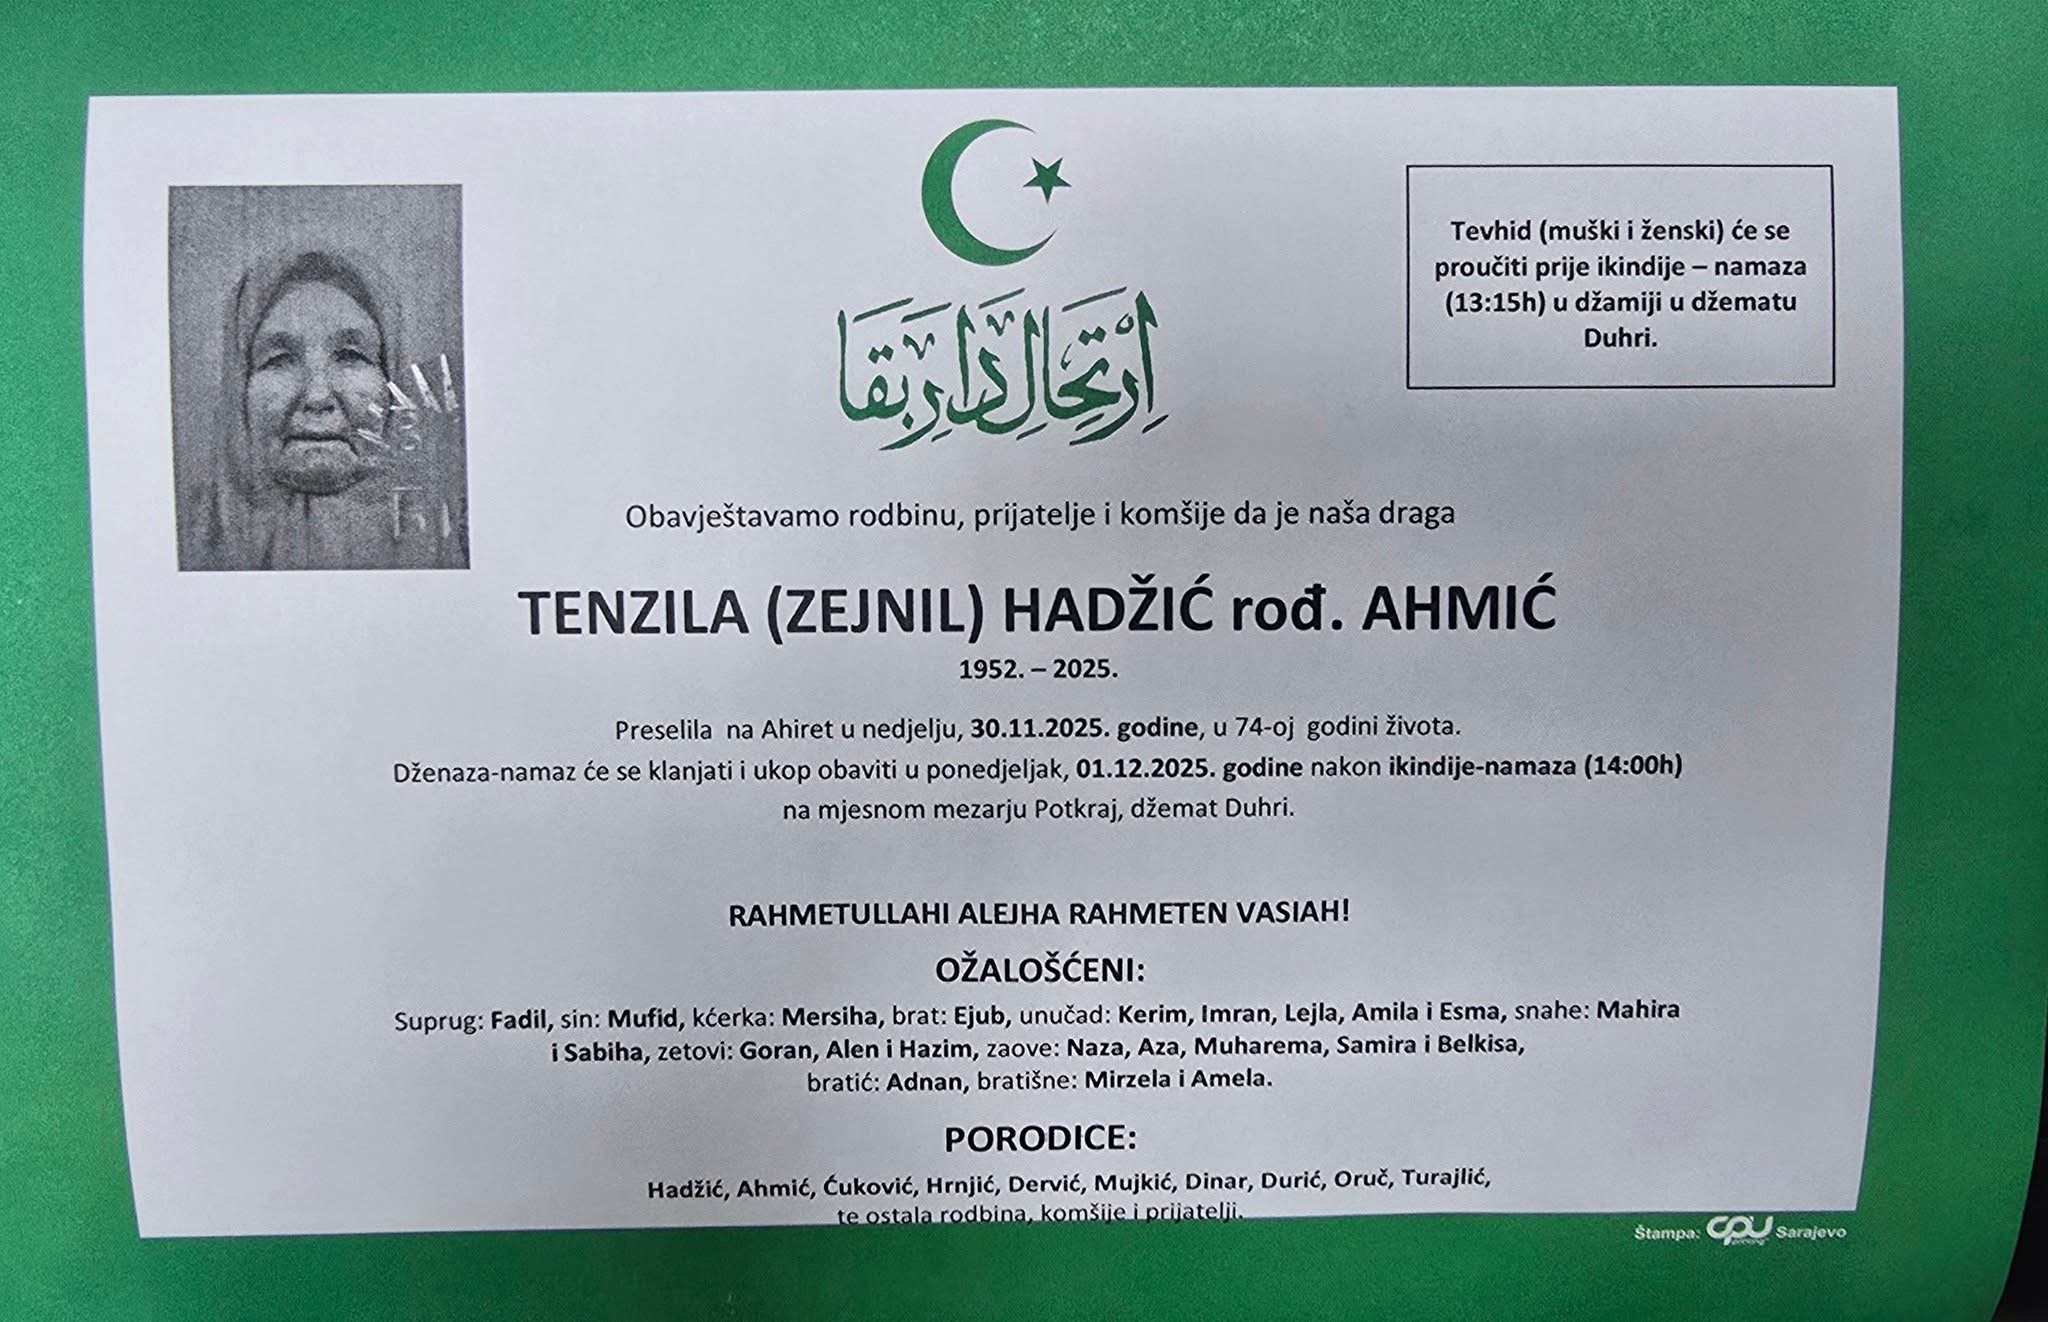 Tevhid (muški i ženski) će se
proučiti prije ikindije – namaza
(13:15h) u džamiji u džematu
Duhri.
اِرْتِحَالِ دَارِ بَقَا
Obavještavamo rodbinu, prijatelje i komšije da je naša draga
TENZILA (ZEJNIL) HADŽIĆ rođ. AHMIĆ
1952. – 2025.
Preselila na Ahiret u nedjelju, 30.11.2025. godine, u 74-oj godini života.
Dženaza-namaz će se klanjati i ukop obaviti u ponedjeljak, 01.12.2025. godine nakon ikindije-namaza (14:00h)
na mjesnom mezarju Potkraj, džemat Duhri.
RAHMETULLAHI ALEJHA RAHMETEN VASIAH!
OŽALOŠĆENI:
Suprug: Fadil, sin: Mufid, kćerka: Mersiha, brat: Ejub, unučad: Kerim, Imran, Lejla, Amila i Esma, snahe: Mahira
i Sabiha, zetovi: Goran, Alen i Hazim, zaove: Naza, Aza, Muharema, Samira i Belkisa,
bratić: Adnan, bratišne: Mirzela i Amela.
PORODICE:
Hadžić, Ahmić, Ćuković, Hrnjić, Dervić, Mujkić, Dinar, Durić, Oruč, Turajlić,
te ostala rodbina, komšije i prijatelji.
Štampa: CPU printing Sarajevo